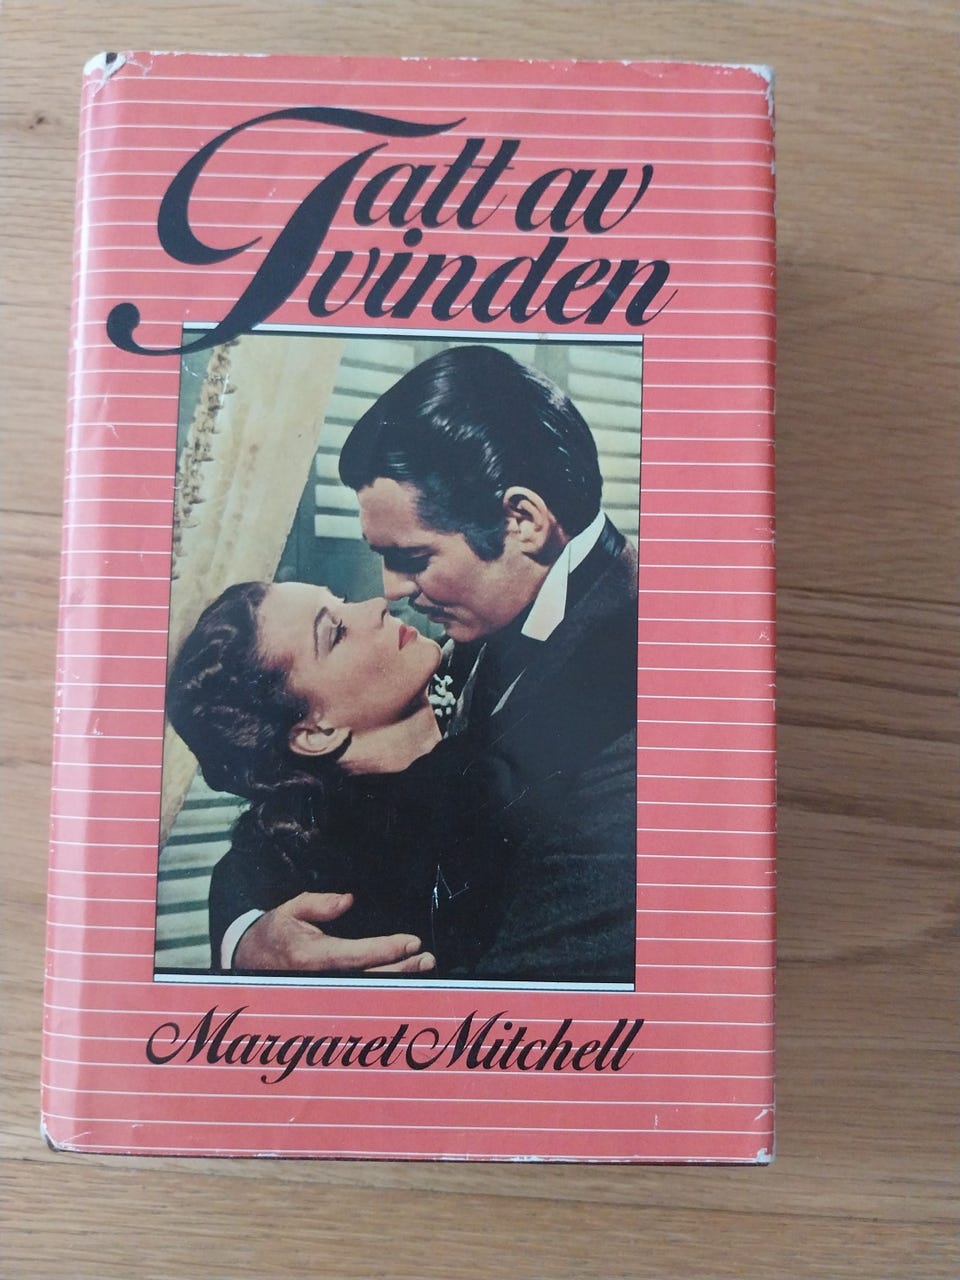 Tatt av
vinden
Margaret Mitchell